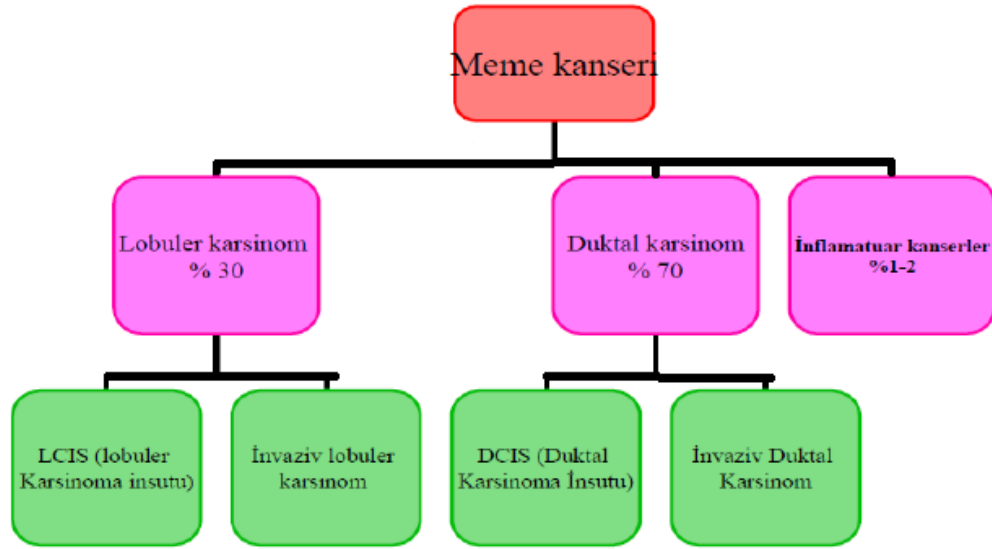 Meme kanseri
Lobuler karsinom
% 30
Duktal karsinom
% 70
İnflamatuar kanserler
%1-2
LCIS (lobuler
Karsinoma insutu)
İnvaziv lobuler
karsınom
DCIS (Duktal
Karsinoma İnsutu)
İnvaziv Duktal
Karsinom